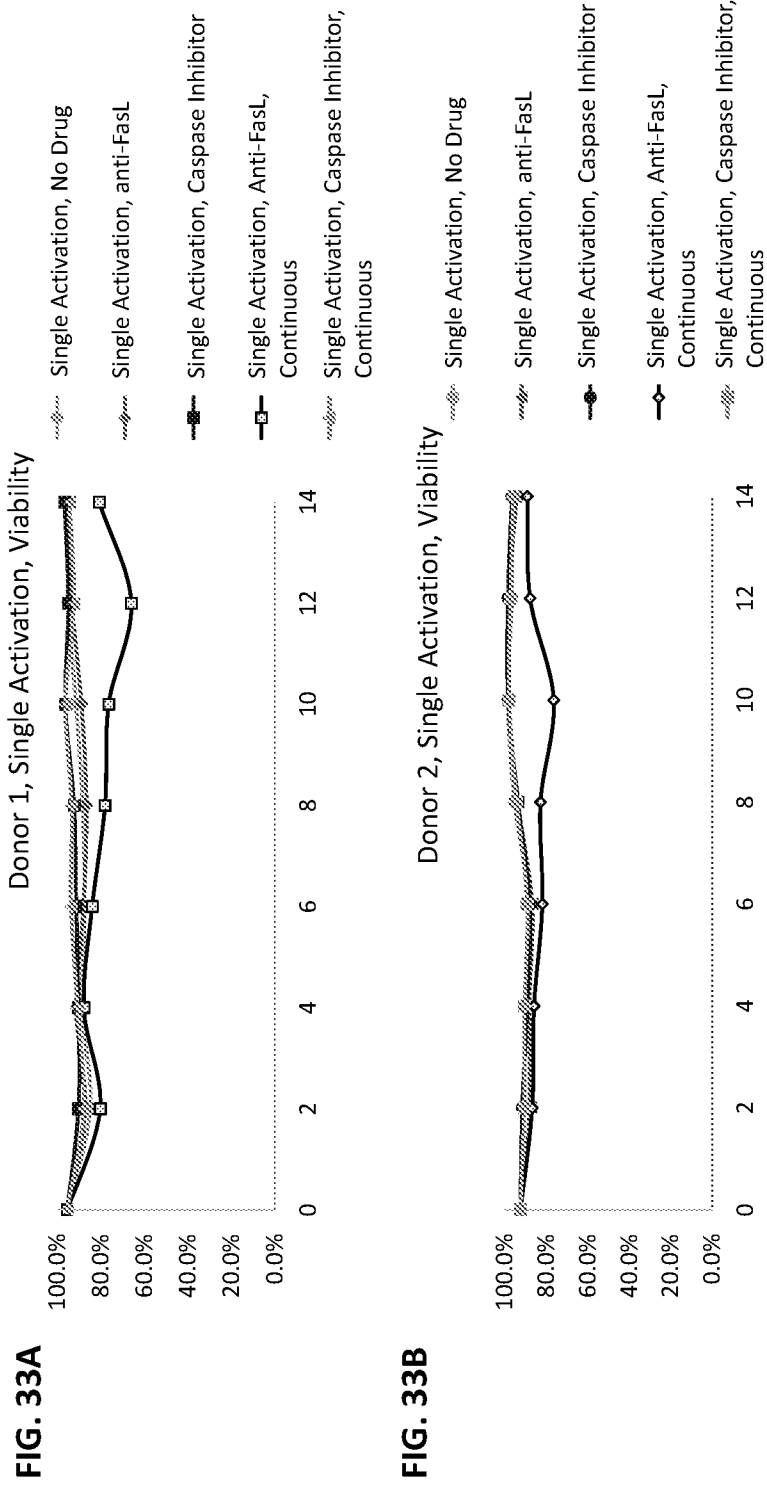 FIG. 33A
Donor 1, Single Activation, Viability
100.0%
80.0%
60.0%
40.0%
20.0%
0.0%
0 2 4 6 8 10 12 14
Single Activation, No Drug
Single Activation, anti-FasL
Single Activation, Caspase Inhibitor
Single Activation, Anti-FasL,
Continuous
Single Activation, Caspase Inhibitor,
Continuous
FIG. 33B
Donor 2, Single Activation, Viability
100.0%
80.0%
60.0%
40.0%
20.0%
0.0%
0 2 4 6 8 10 12 14
Single Activation, No Drug
Single Activation, anti-FasL
Single Activation, Caspase Inhibitor
Single Activation, Anti-FasL,
Continuous
Single Activation, Caspase Inhibitor,
Continuous